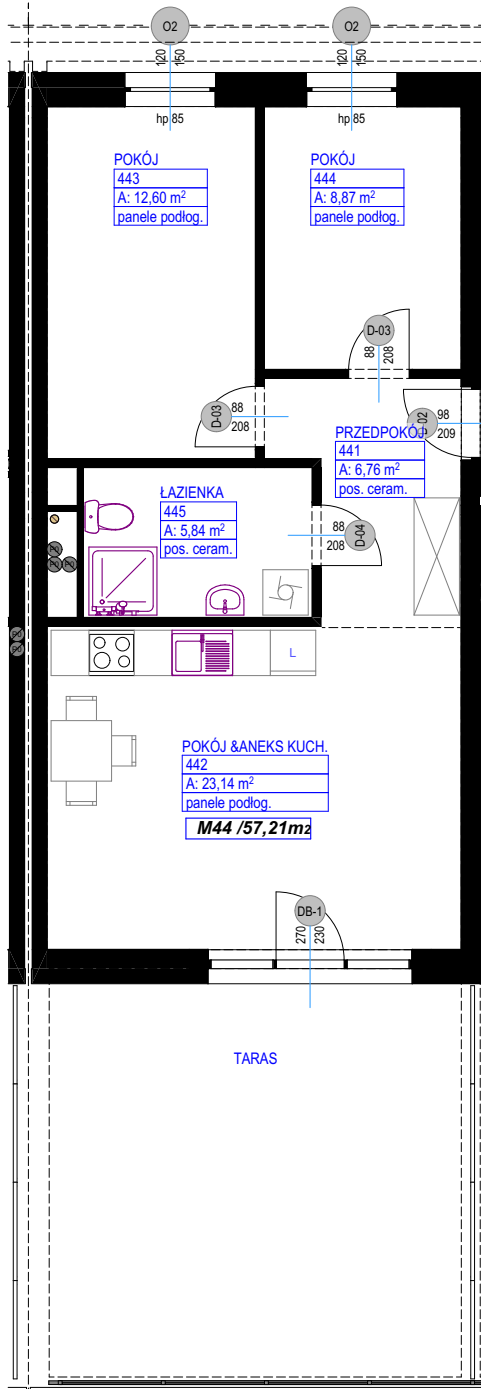 O2
O2
120
150
120
150
hp 85
hp 85
POKÓJ
443
A: 12,60 m²
panele podłog.
POKÓJ
444
A: 8,87 m²
panele podłog.
D-03
88
208
D-03
88
208
98
209
PRZEDPOKÓJ
441
A: 6,76 m²
pos. ceram.
ŁAZIENKA
445
A: 5,84 m²
pos. ceram.
88
208
D-04
L
POKÓJ &ANEKS KUCH.
442
A: 23,14 m²
panele podłog.
M44 /57,21m2
DB-1
270
230
TARAS